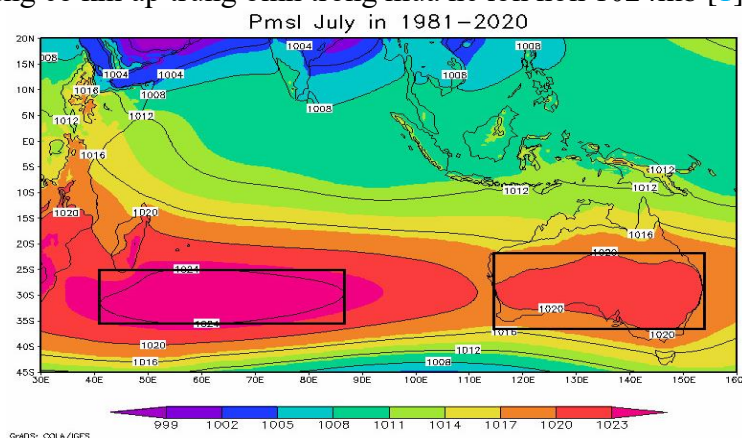 Pmsl July in 1981-2020
20N 1004 1008
15N 008 1004 1004 1008
1016
10N 1008 1008
5N 1012 1012
EQ 1016
5S 1012
10S 1012 1012
15S 1020 1020 1016
20S
25S 1024 1020
30S
35S 1024 1020 1016 1020
40S 1020 1012
1016 1008
45S
30E 40E 50E 60E 70E 80E 90E 100E 110E 120E 130E 140E 150E 160
999 1002 1005 1008 1011 1014 1017 1020 1023
GrADS: COLA/IGES